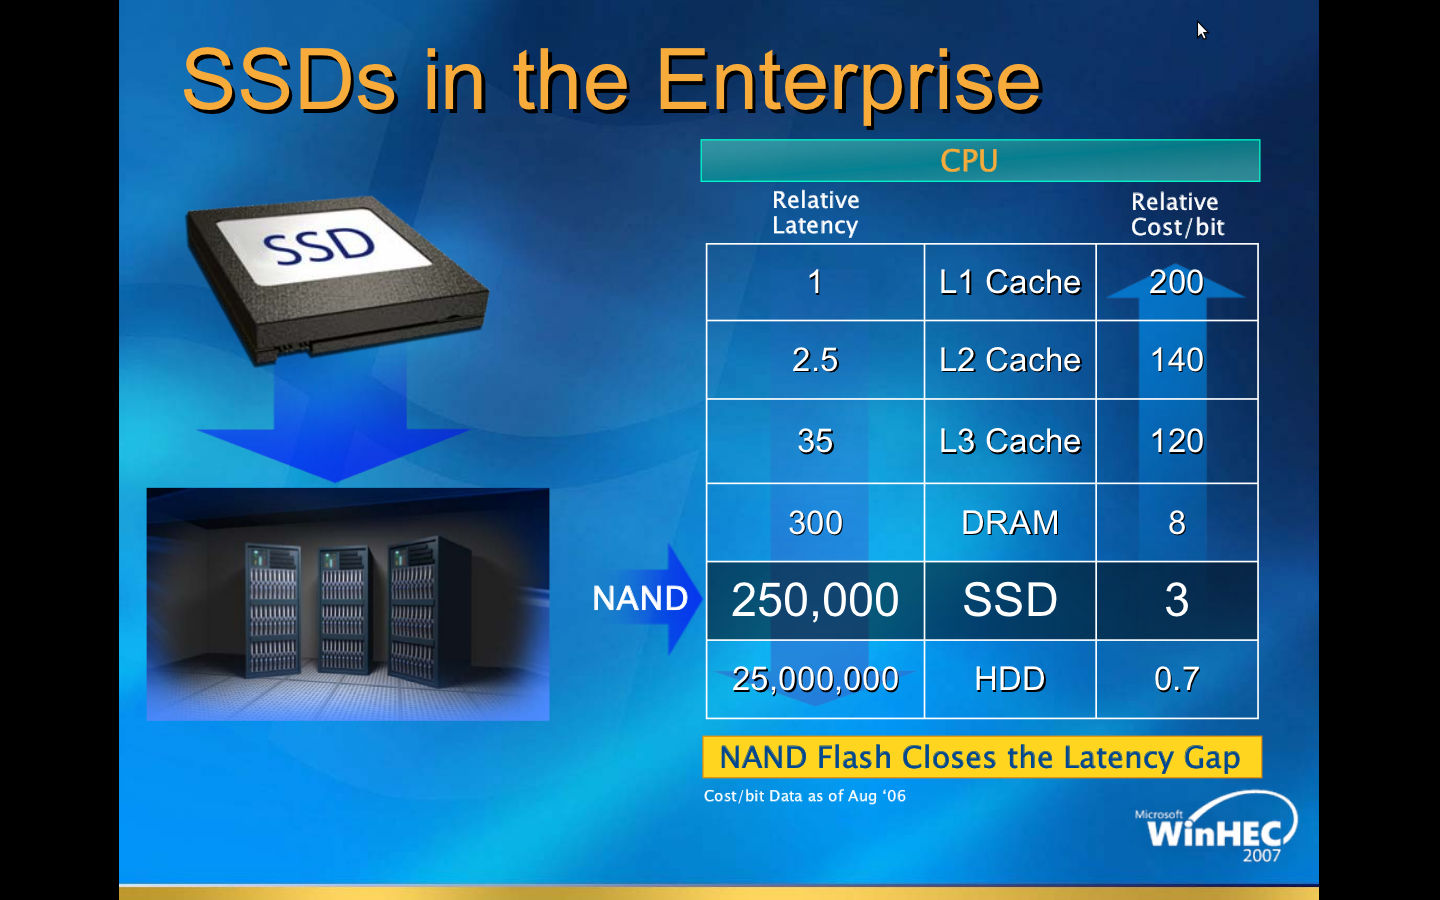 SSDs in the Enterprise
CPU
Relative
Latency
Relative
Cost/bit
1 L1 Cache 200
2.5 L2 Cache 140
35 L3 Cache 120
300 DRAM 8
NAND 250,000 SSD 3
25,000,000 HDD 0.7
SSD
NAND Flash Closes the Latency Gap
Cost/bit Data as of Aug ‘06
Microsoft
WinHEC
2007